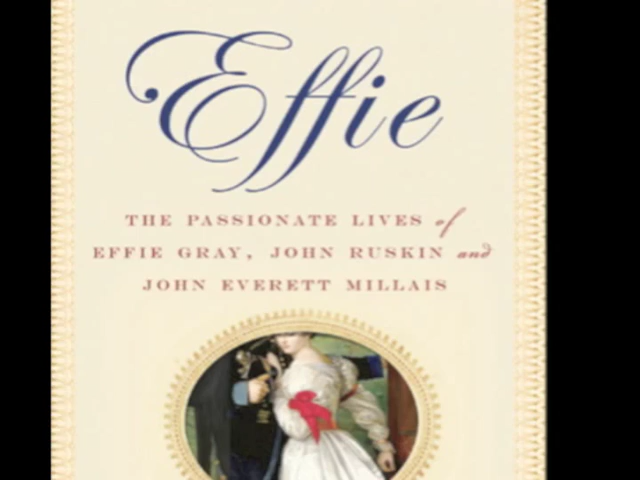 Effie
THE PASSIONATE LIVES of
EFFIE GRAY, JOHN RUSKIN and
JOHN EVERETT MILLAIS